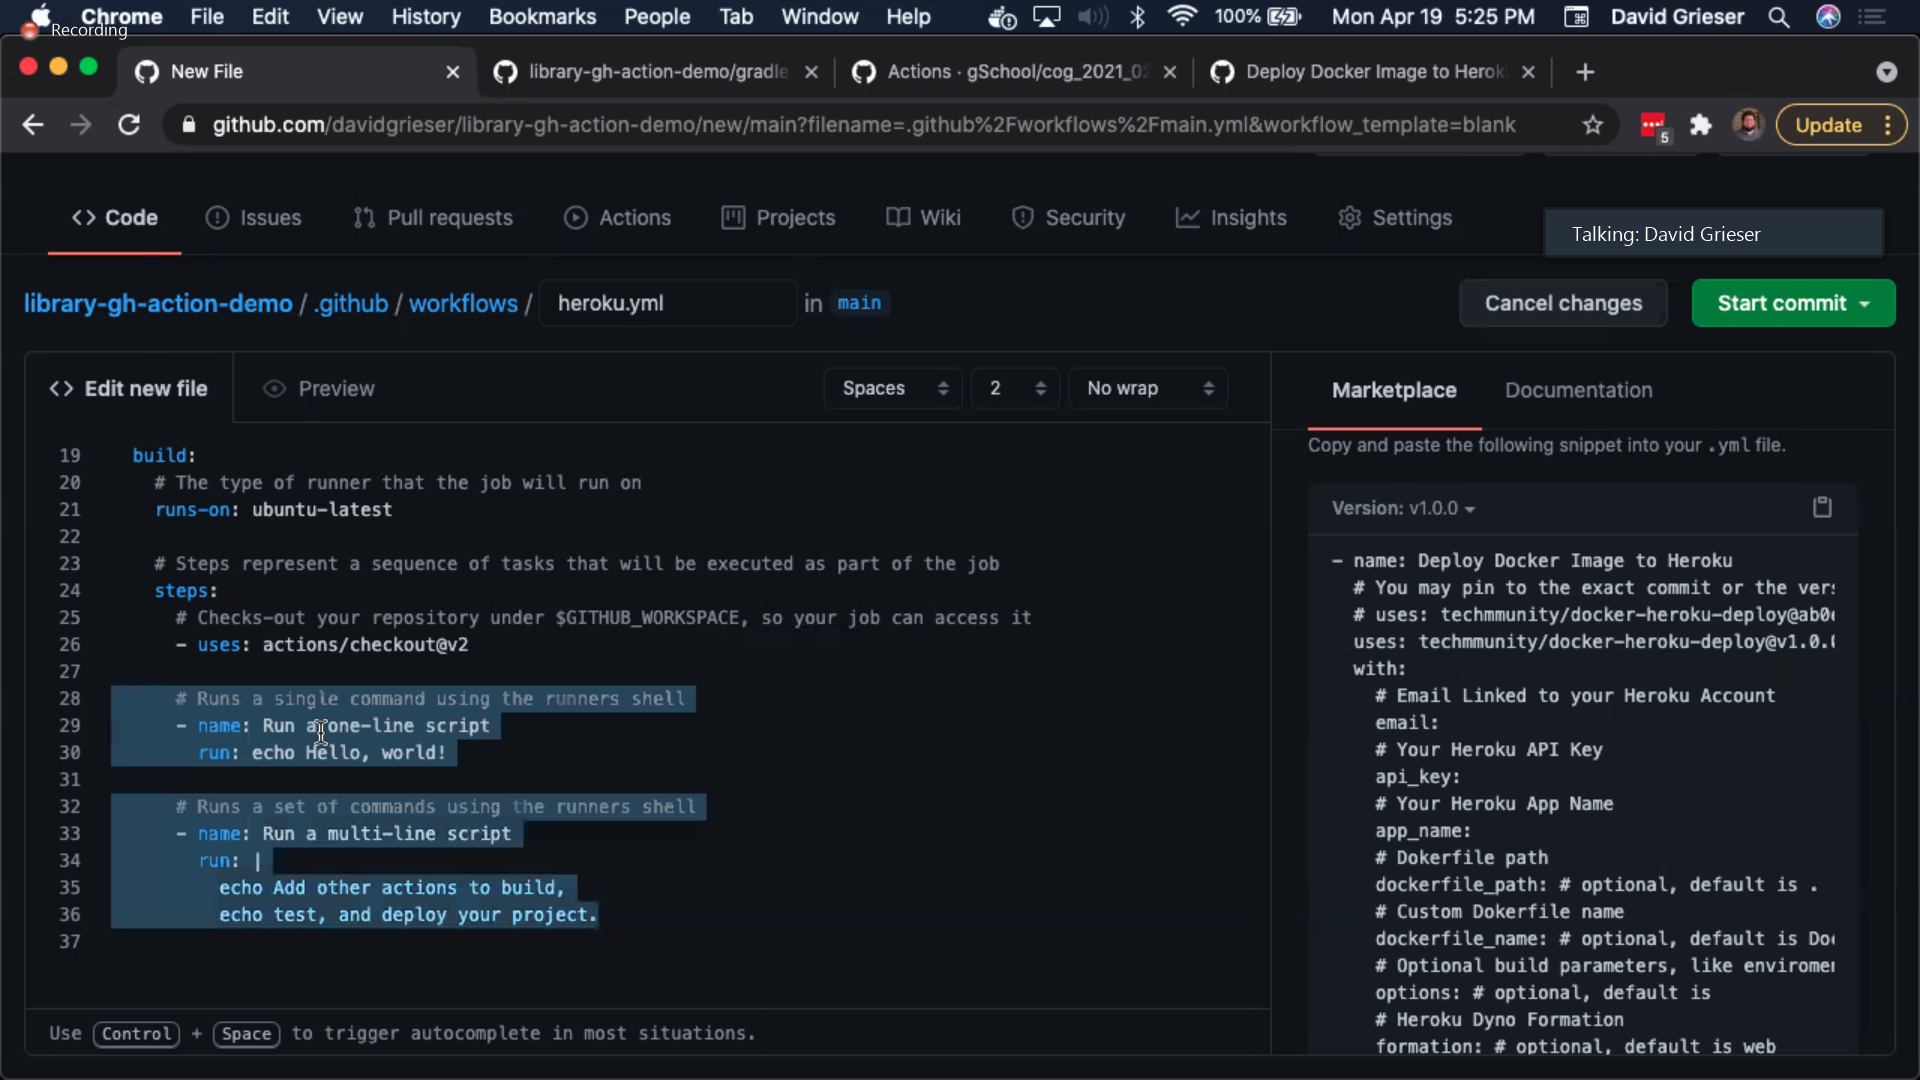 Chrome File Edit View History Bookmarks People Tab Window Help 100% Mon Apr 19 5:25 PM David Grieser
Recording
New File library-gh-action-demo/gradle Actions · gSchool/cog_2021_02 Deploy Docker Image to Herok
github.com/davidgrieser/library-gh-action-demo/new/main?filename=.github%2Fworkflows%2Fmain.yml&workflow_template=blank 5 Update
Code Issues Pull requests Actions Projects Wiki Security Insights Settings
Talking: David Grieser
library-gh-action-demo / .github / workflows / heroku.yml in main Cancel changes Start commit
Edit new file Preview Spaces 2 No wrap
19 build:
20 # The type of runner that the job will run on
21 runs-on: ubuntu-latest
22
23 # Steps represent a sequence of tasks that will be executed as part of the job
24 steps:
25 # Checks-out your repository under $GITHUB_WORKSPACE, so your job can access it
26 - uses: actions/checkout@v2
27
28 # Runs a single command using the runners shell
29 - name: Run a one-line script
30 run: echo Hello, world!
31
32 # Runs a set of commands using the runners shell
33 - name: Run a multi-line script
34 run: |
35 echo Add other actions to build,
36 echo test, and deploy your project.
37
Use Control + Space to trigger autocomplete in most situations.
Marketplace Documentation
Copy and paste the following snippet into your .yml file.
Version: v1.0.0
- name: Deploy Docker Image to Heroku
# You may pin to the exact commit or the vers
# uses: techmmunity/docker-heroku-deploy@ab0
uses: techmmunity/docker-heroku-deploy@v1.0.
with:
# Email Linked to your Heroku Account
email:
# Your Heroku API Key
api_key:
# Your Heroku App Name
app_name:
# Dokerfile path
dockerfile_path: # optional, default is .
# Custom Dokerfile name
dockerfile_name: # optional, default is Do
# Optional build parameters, like envirome
options: # optional, default is
# Heroku Dyno Formation
formation: # optional, default is web